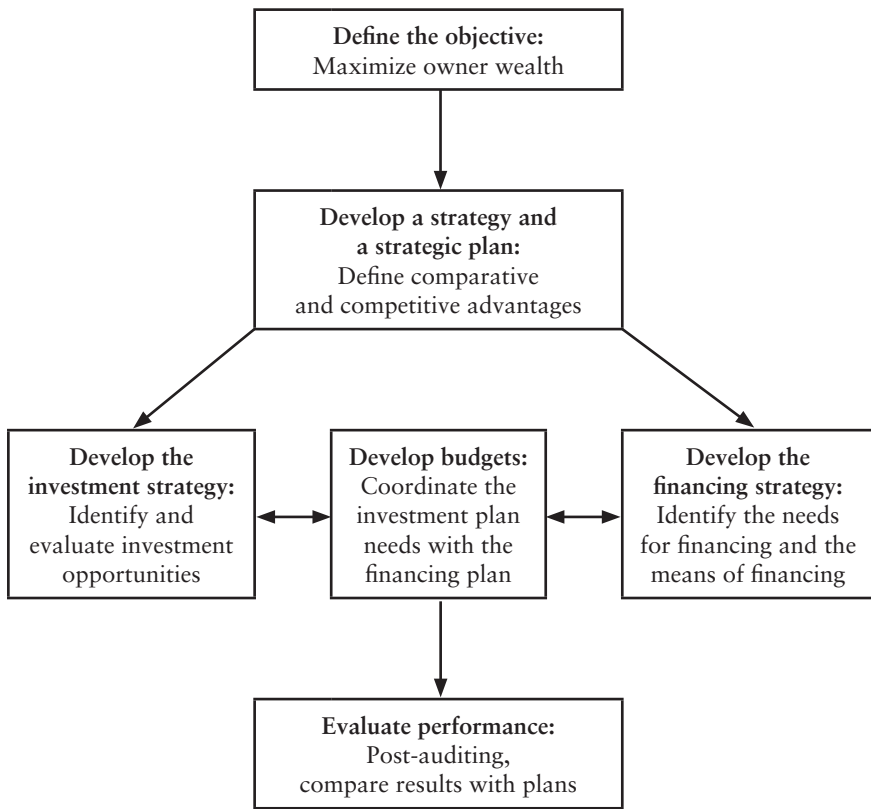 Define the objective:
Maximize owner wealth
Develop a strategy and
a strategic plan:
Define comparative
and competitive advantages
Develop the
investment strategy:
Identify and
evaluate investment
opportunities
Develop budgets:
Coordinate the
investment plan
needs with the
financing plan
Develop the
financing strategy:
Identify the needs
for financing and the
means of financing
Evaluate performance:
Post-auditing,
compare results with plans